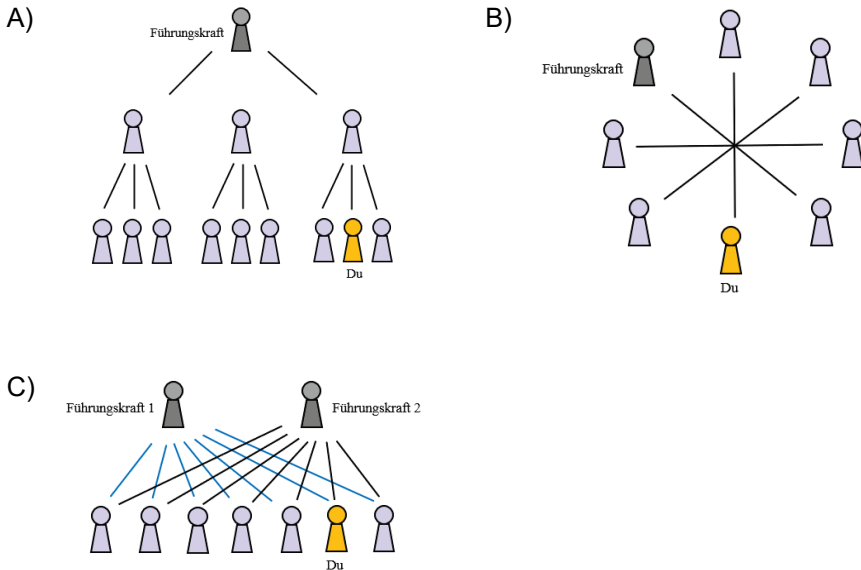 A)
Führungskraft
Du
B)
Führungskraft
Du
C)
Führungskraft 1
Führungskraft 2
Du